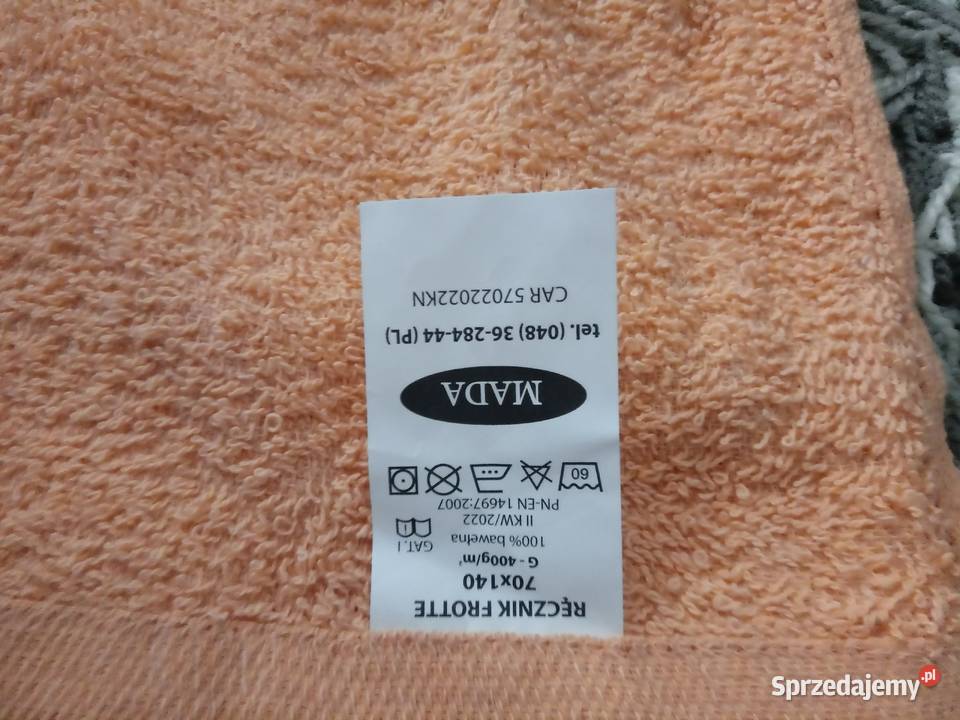 RĘCZNIK FROTTE
70x140
G - 400g/m²
100% bawełna
GAT. I
II KW/2022
PN-EN 14697:2007
60
MADA
tel. (048) 36-284-44 (PL)
CAR 57022022KN
Sprzedajemy.pl